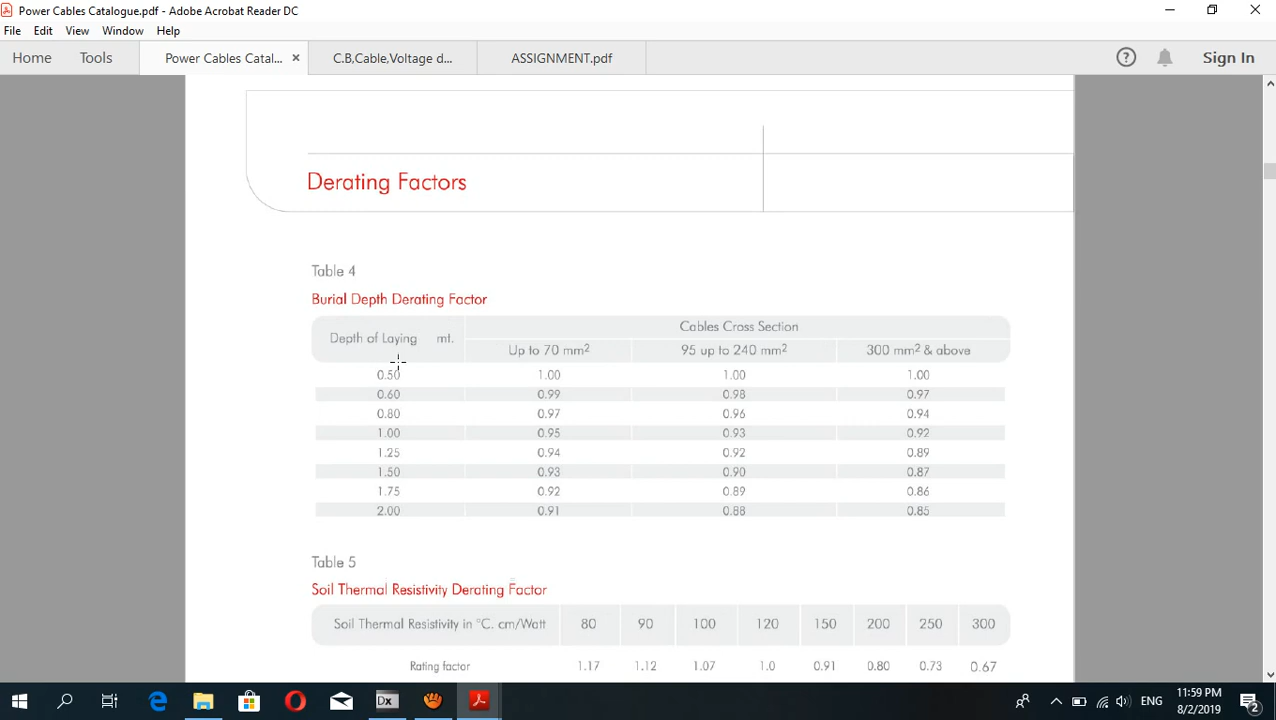 Power Cables Catalogue.pdf - Adobe Acrobat Reader DC
File Edit View Window Help
Home Tools Power Cables Catal... × C.B,Cable,Voltage d... ASSIGNMENT.pdf ? Sign In
Derating Factors
Table 4
Burial Depth Derating Factor
Depth of Laying mt. Cables Cross Section
Up to 70 mm² 95 up to 240 mm² 300 mm² & above
0.50 1.00 1.00 1.00
0.60 0.99 0.98 0.97
0.80 0.97 0.96 0.94
1.00 0.95 0.93 0.92
1.25 0.94 0.92 0.89
1.50 0.93 0.90 0.87
1.75 0.92 0.89 0.86
2.00 0.91 0.88 0.85
Table 5
Soil Thermal Resistivity Derating Factor
Soil Thermal Resistivity in °C. cm/Watt 80 90 100 120 150 200 250 300
Rating factor 1.17 1.12 1.07 1.0 0.91 0.80 0.73 0.67
Dx ENG 11:59 PM
8/2/2019 2